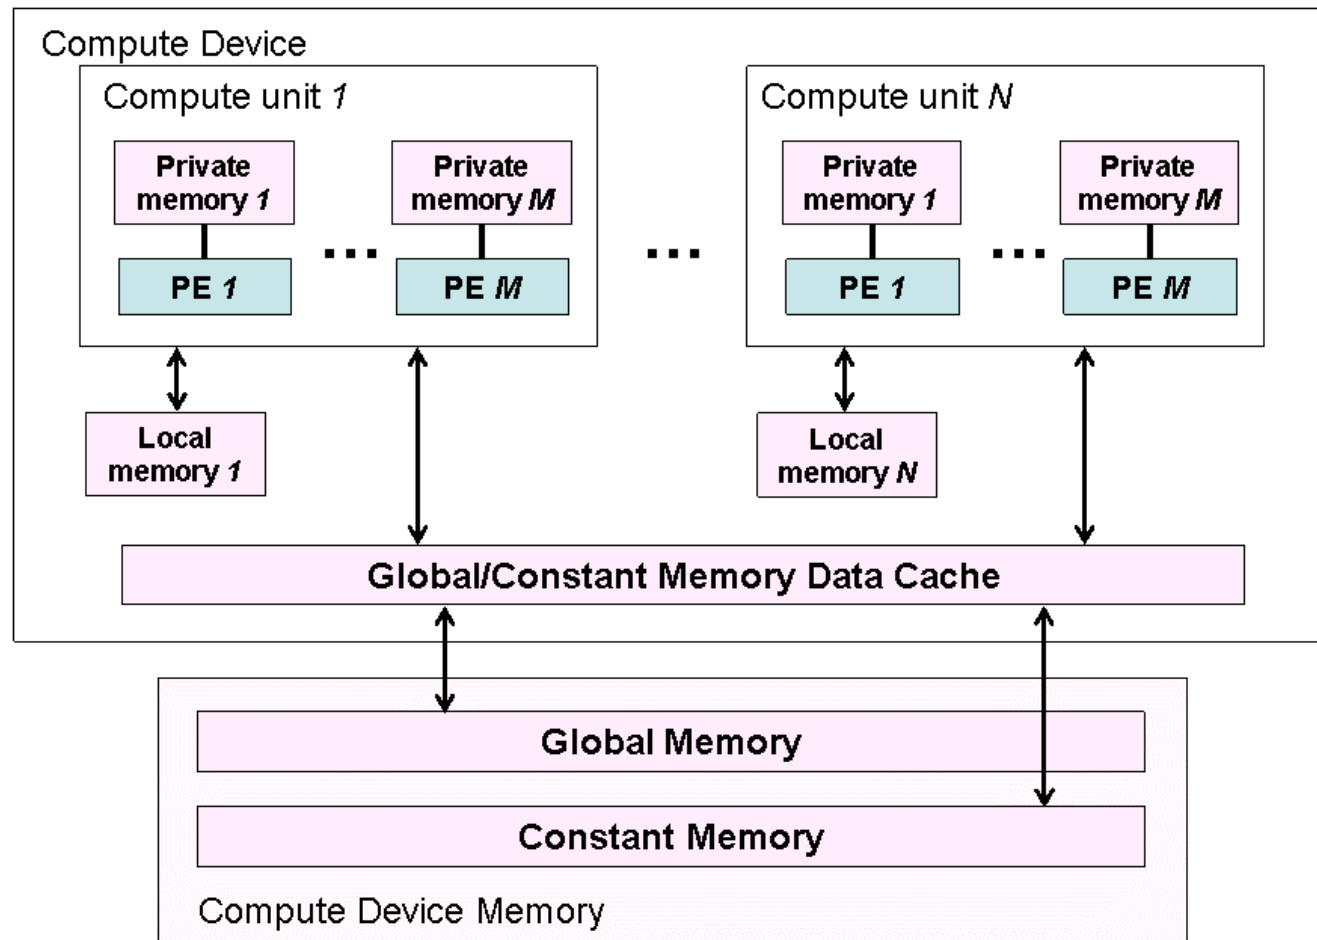 Compute Device
Compute unit 1
Compute unit N
Private
memory 1
Private
memory M
Private
memory 1
Private
memory M
...
...
...
PE 1
PE M
PE 1
PE M
Local
memory 1
Local
memory N
Global/Constant Memory Data Cache
Global Memory
Constant Memory
Compute Device Memory